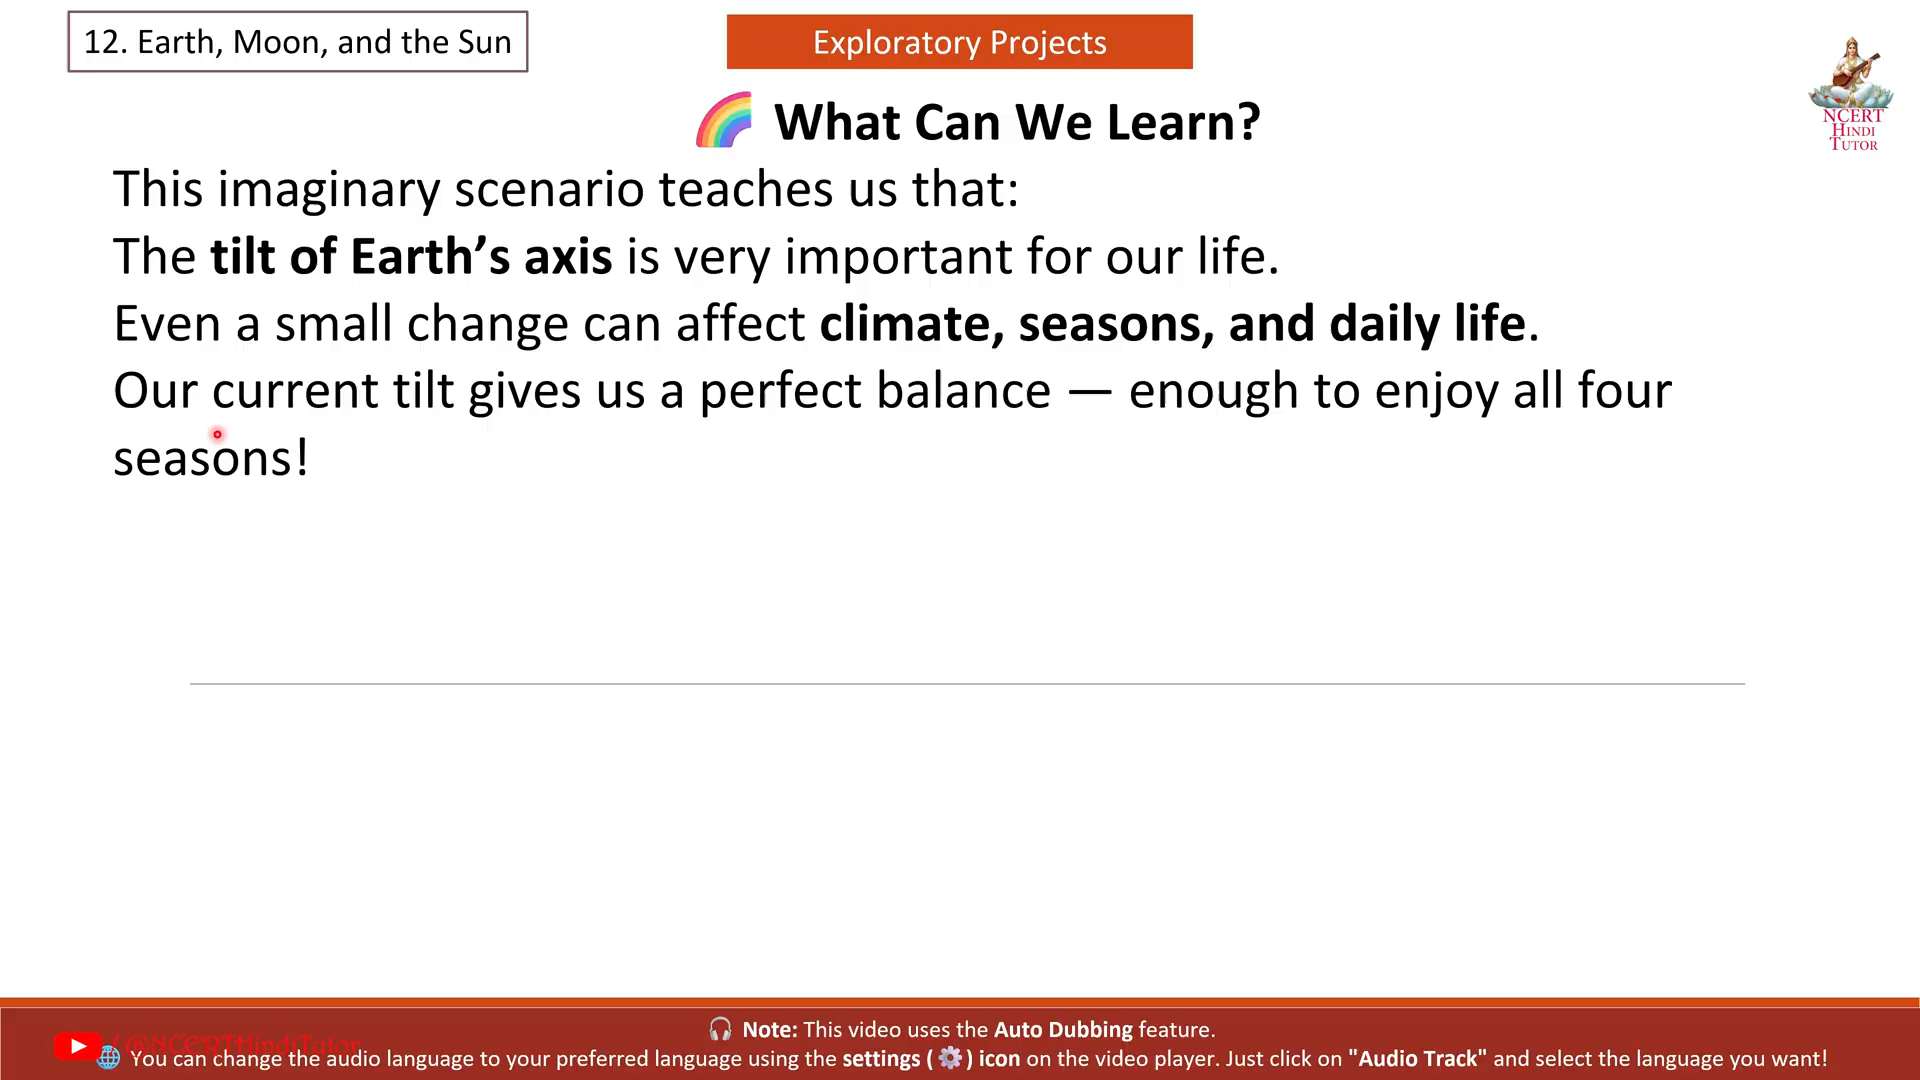 12. Earth, Moon, and the Sun
Exploratory Projects
NCERT
HINDI
TUTOR
What Can We Learn?
This imaginary scenario teaches us that:
The tilt of Earth’s axis is very important for our life.
Even a small change can affect climate, seasons, and daily life.
Our current tilt gives us a perfect balance — enough to enjoy all four
seasons!
Note: This video uses the Auto Dubbing feature.
/@NCERTHindiTutor
You can change the audio language to your preferred language using the settings ( ) icon on the video player. Just click on "Audio Track" and select the language you want!